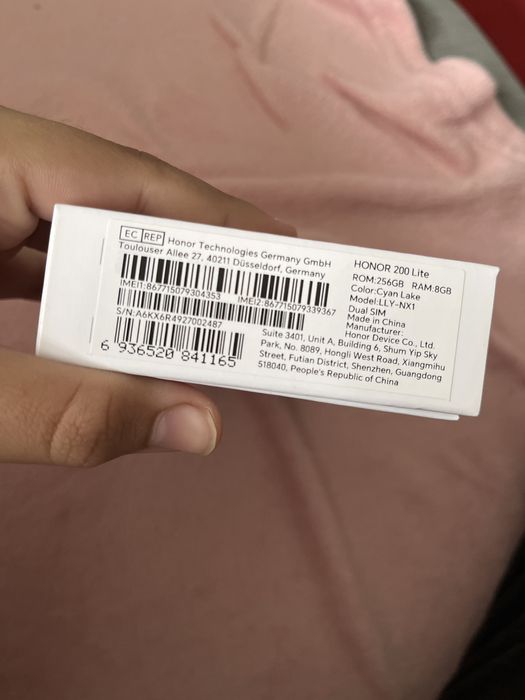 EC REP Honor Technologies Germany GmbH
Toulouser Allee 27, 40211 Düsseldorf, Germany
IMEI1:867715079304353 IMEI2:867715079339367
S/N:A6KX6R4927002487
6 936520 841165
HONOR 200 Lite
ROM:256GB RAM:8GB
Color:Cyan Lake
Model:LLY-NX1
Dual SIM
Made in China
Manufacturer:
Honor Device Co., Ltd.
Suite 3401, Unit A, Building 6, Shum Yip Sky
Park, No. 8089, Hongli West Road, Xiangmihu
Street, Futian District, Shenzhen, Guangdong
518040, People's Republic of China